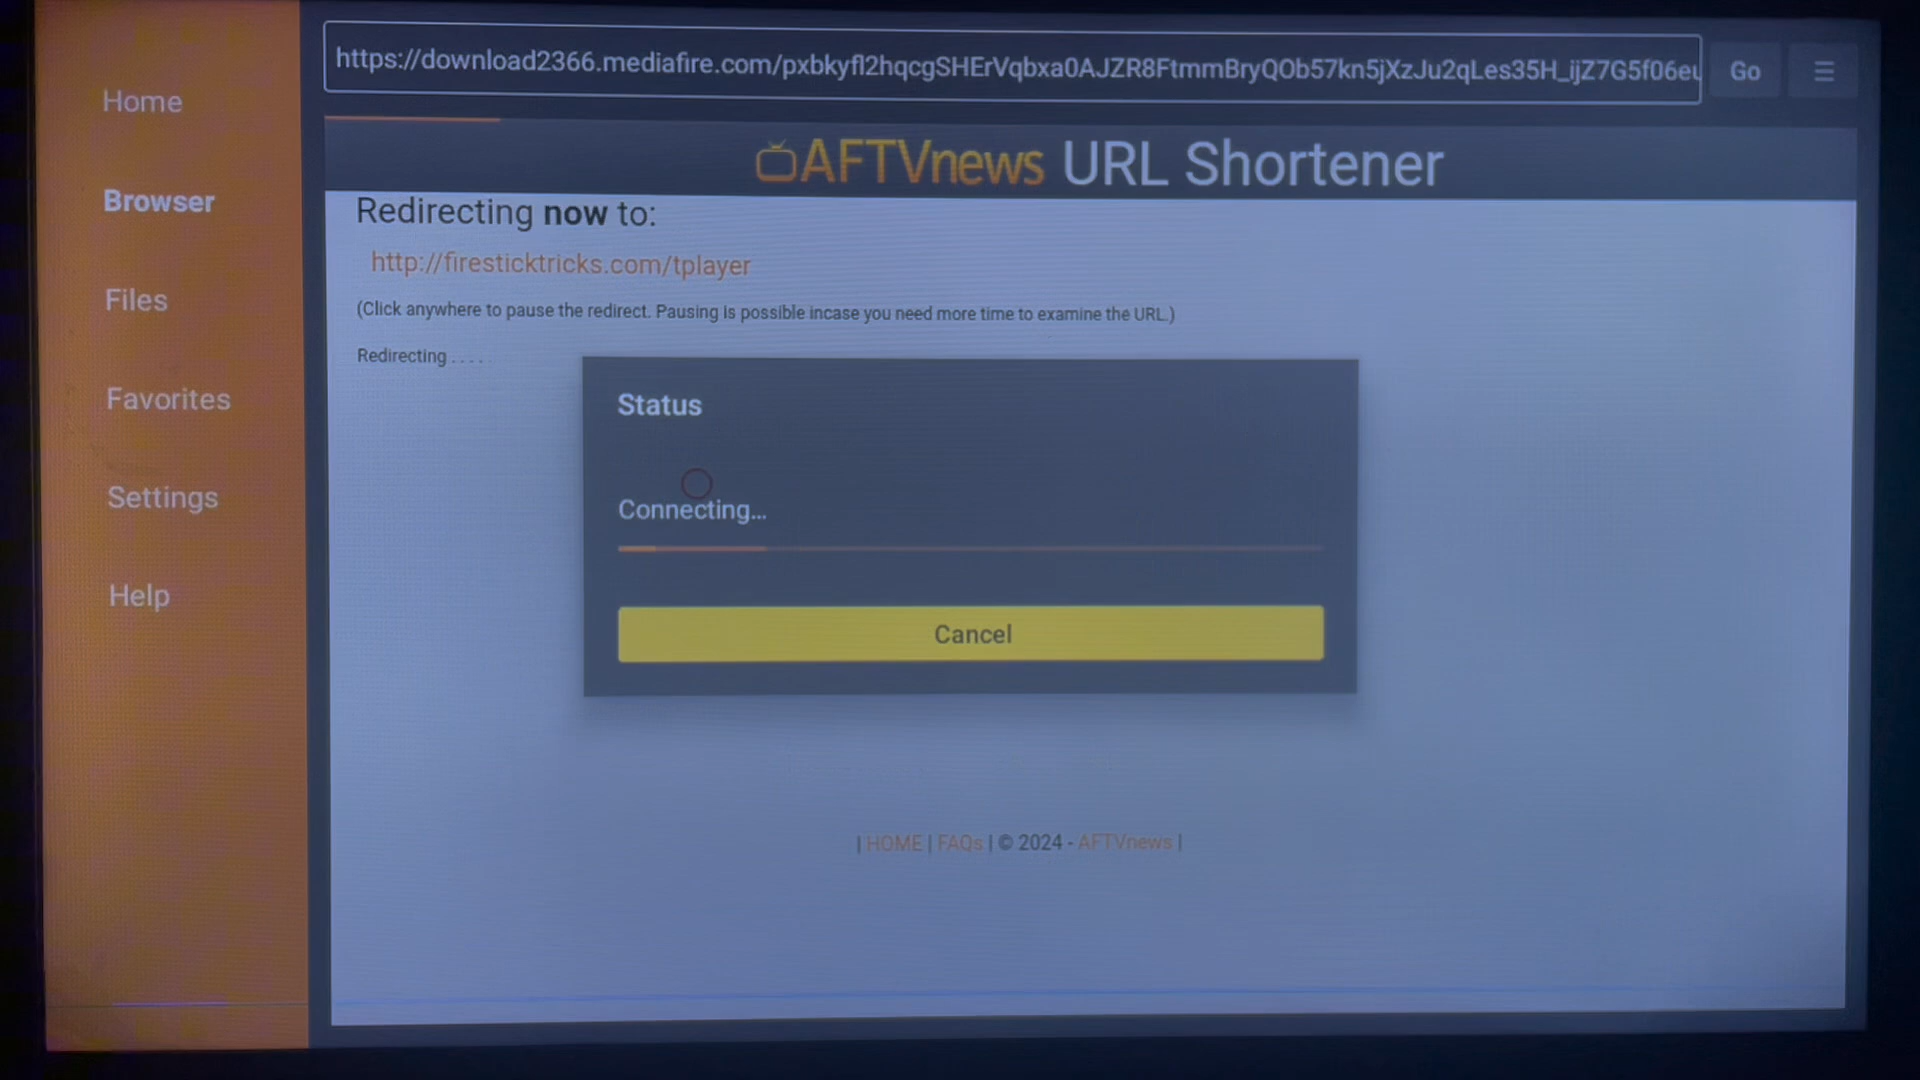 Home
Browser
Files
Favorites
Settings
Help
https://download2366.mediafire.com/pxbkyfl2hqcgSHErVqbxa0AJZR8FtmmBryQOb57kn5jXzJu2qLes35H_ijZ7G5f06eu
Go
AFTVnews URL Shortener
Redirecting now to:
http://firesticktricks.com/tplayer
(Click anywhere to pause the redirect. Pausing is possible incase you need more time to examine the URL.)
Redirecting . . . .
Status
Connecting...
Cancel
| HOME | FAQs | © 2024 - AFTVnews |